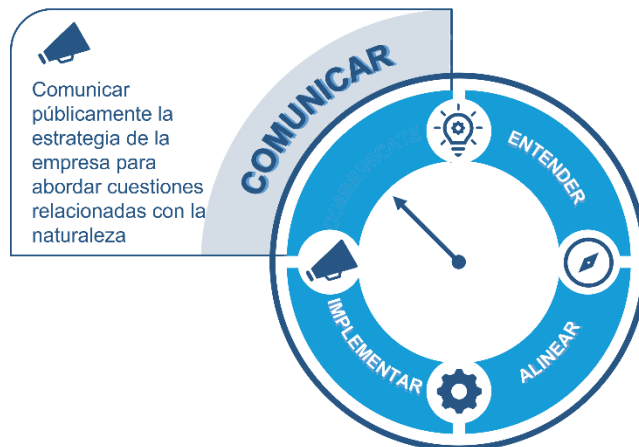 Comunicar
públicamente la
estrategia de la
empresa para
abordar cuestiones
relacionadas con la
naturaleza
COMUNICAR
ENTENDER
ALINEAR
IMPLEMENTAR